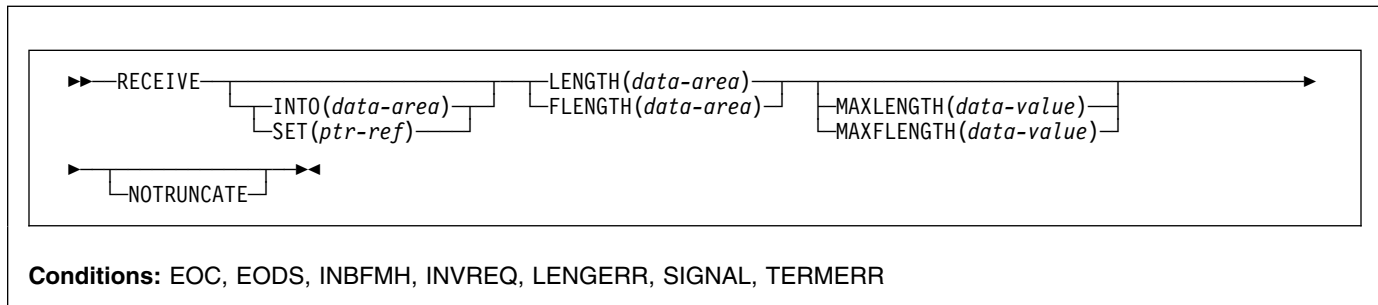 RECEIVE LENGTH(data-area)
INTO(data-area) FLENGTH(data-area) MAXLENGTH(data-value)
SET(ptr-ref) MAXFLENGTH(data-value)
NOTRUNCATE
Conditions: EOC, EODS, INBFMH, INVREQ, LENGERR, SIGNAL, TERMERR